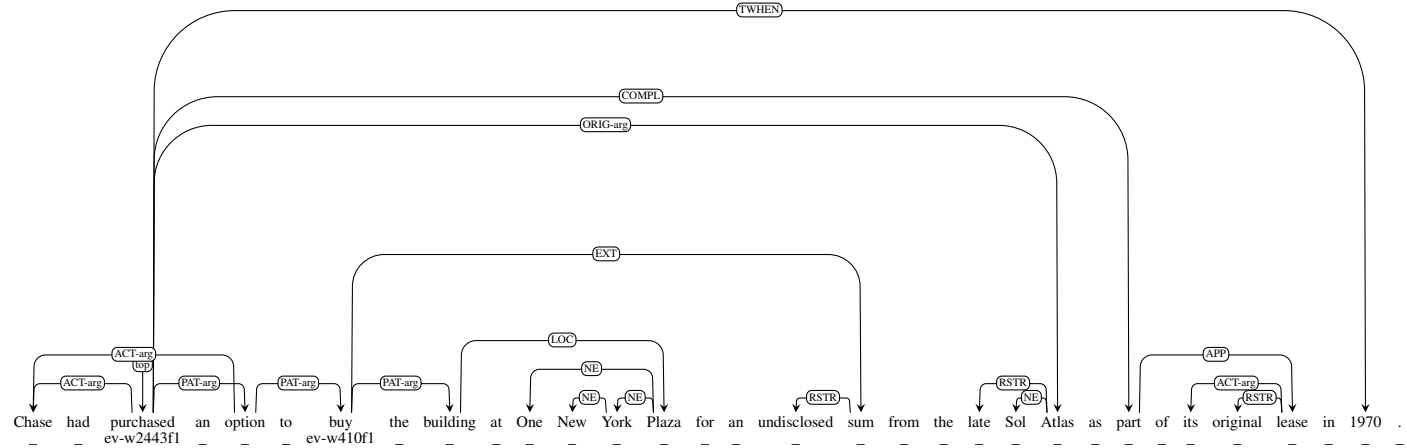 TWHEN
COMPL
ORIG-arg
EXT
LOC
ACT-arg APP
top NE
ACT-arg PAT-arg PAT-arg PAT-arg RSTR ACT-arg
NE NE RSTR NE RSTR
Chase had purchased an option to buy the building at One New York Plaza for an undisclosed sum from the late Sol Atlas as part of its original lease in 1970 .
_ _ ev-w2443f1 _ _ _ ev-w410f1 _ _ _ _ _ _ _ _ _ _ _ _ _ _ _ _ _ _ _ _ _ _ _ _ _